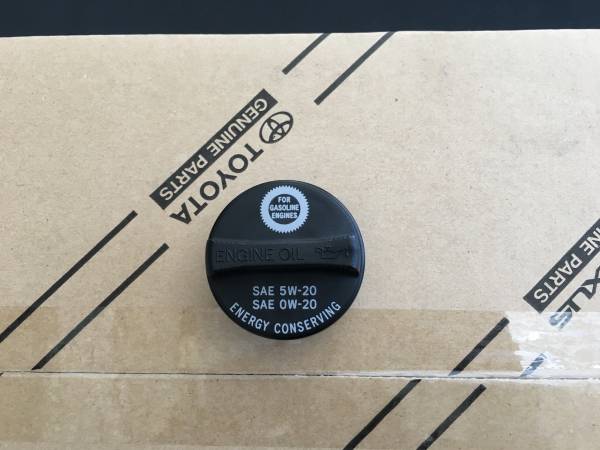 GENUINE PARTS
TOYOTA
FOR
GASOLINE
ENGINES
ENGINE OIL
SAE 5W-20
SAE 0W-20
ENERGY CONSERVING
GENUINE PARTS